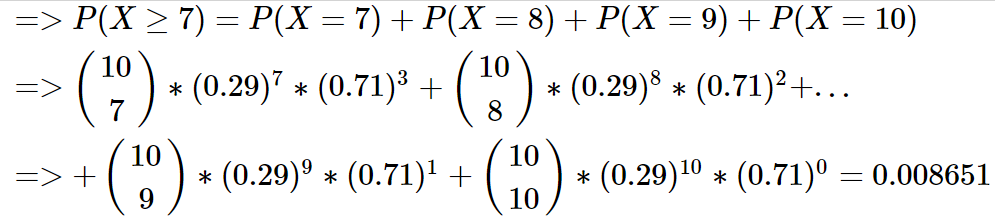 => P(X ≥ 7) = P(X = 7) + P(X = 8) + P(X = 9) + P(X = 10)
=> (10 7) * (0.29)⁷ * (0.71)³ + (10 8) * (0.29)⁸ * (0.71)² + …
=> + (10 9) * (0.29)⁹ * (0.71)¹ + (10 10) * (0.29)¹⁰ * (0.71)⁰ = 0.008651